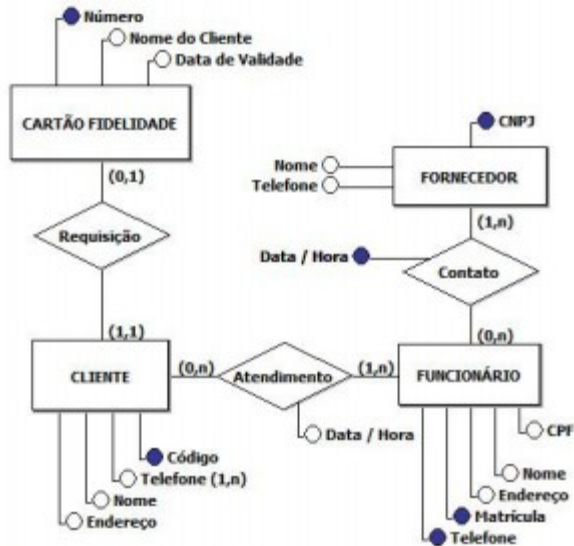 Número
Nome do Cliente
Data de Validade
CARTÃO FIDELIDADE
(0,1)
Requisição
(1,1)
CLIENTE
Código
Telefone (1,n)
Nome
Endereço
(0,n)
Atendimento
(1,n)
Data / Hora
CNPJ
Nome
Telefone
FORNECEDOR
(1,n)
Data / Hora
Contato
(0,n)
FUNCIONÁRIO
CPF
Nome
Endereço
Matrícula
Telefone